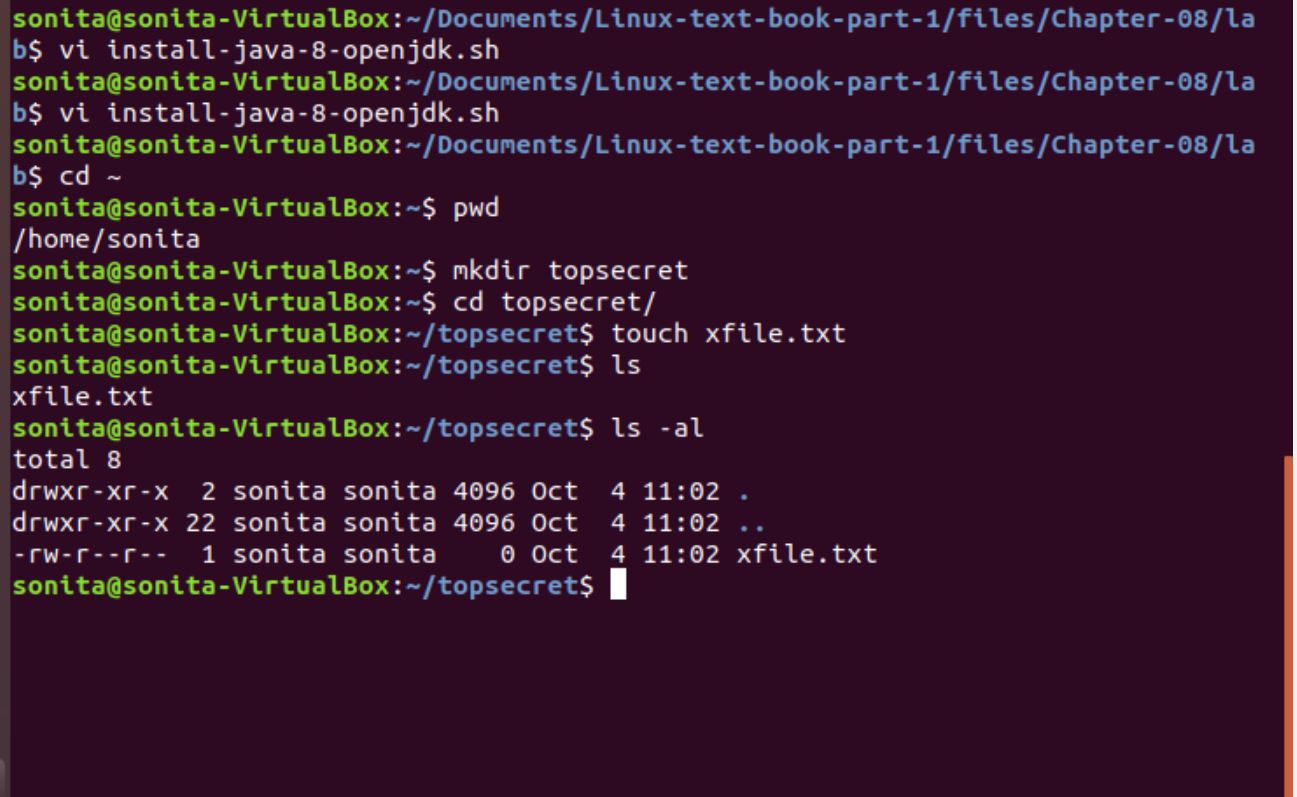 sonita@sonita-VirtualBox:~/Documents/Linux-text-book-part-1/files/Chapter-08/la
b$ vi install-java-8-openjdk.sh
sonita@sonita-VirtualBox:~/Documents/Linux-text-book-part-1/files/Chapter-08/la
b$ vi install-java-8-openjdk.sh
sonita@sonita-VirtualBox:~/Documents/Linux-text-book-part-1/files/Chapter-08/la
b$ cd ~
sonita@sonita-VirtualBox:~$ pwd
/home/sonita
sonita@sonita-VirtualBox:~$ mkdir topsecret
sonita@sonita-VirtualBox:~$ cd topsecret/
sonita@sonita-VirtualBox:~/topsecret$ touch xfile.txt
sonita@sonita-VirtualBox:~/topsecret$ ls
xfile.txt
sonita@sonita-VirtualBox:~/topsecret$ ls -al
total 8
drwxr-xr-x  2 sonita sonita 4096 Oct  4 11:02 .
drwxr-xr-x 22 sonita sonita 4096 Oct  4 11:02 ..
-rw-r--r--  1 sonita sonita    0 Oct  4 11:02 xfile.txt
sonita@sonita-VirtualBox:~/topsecret$